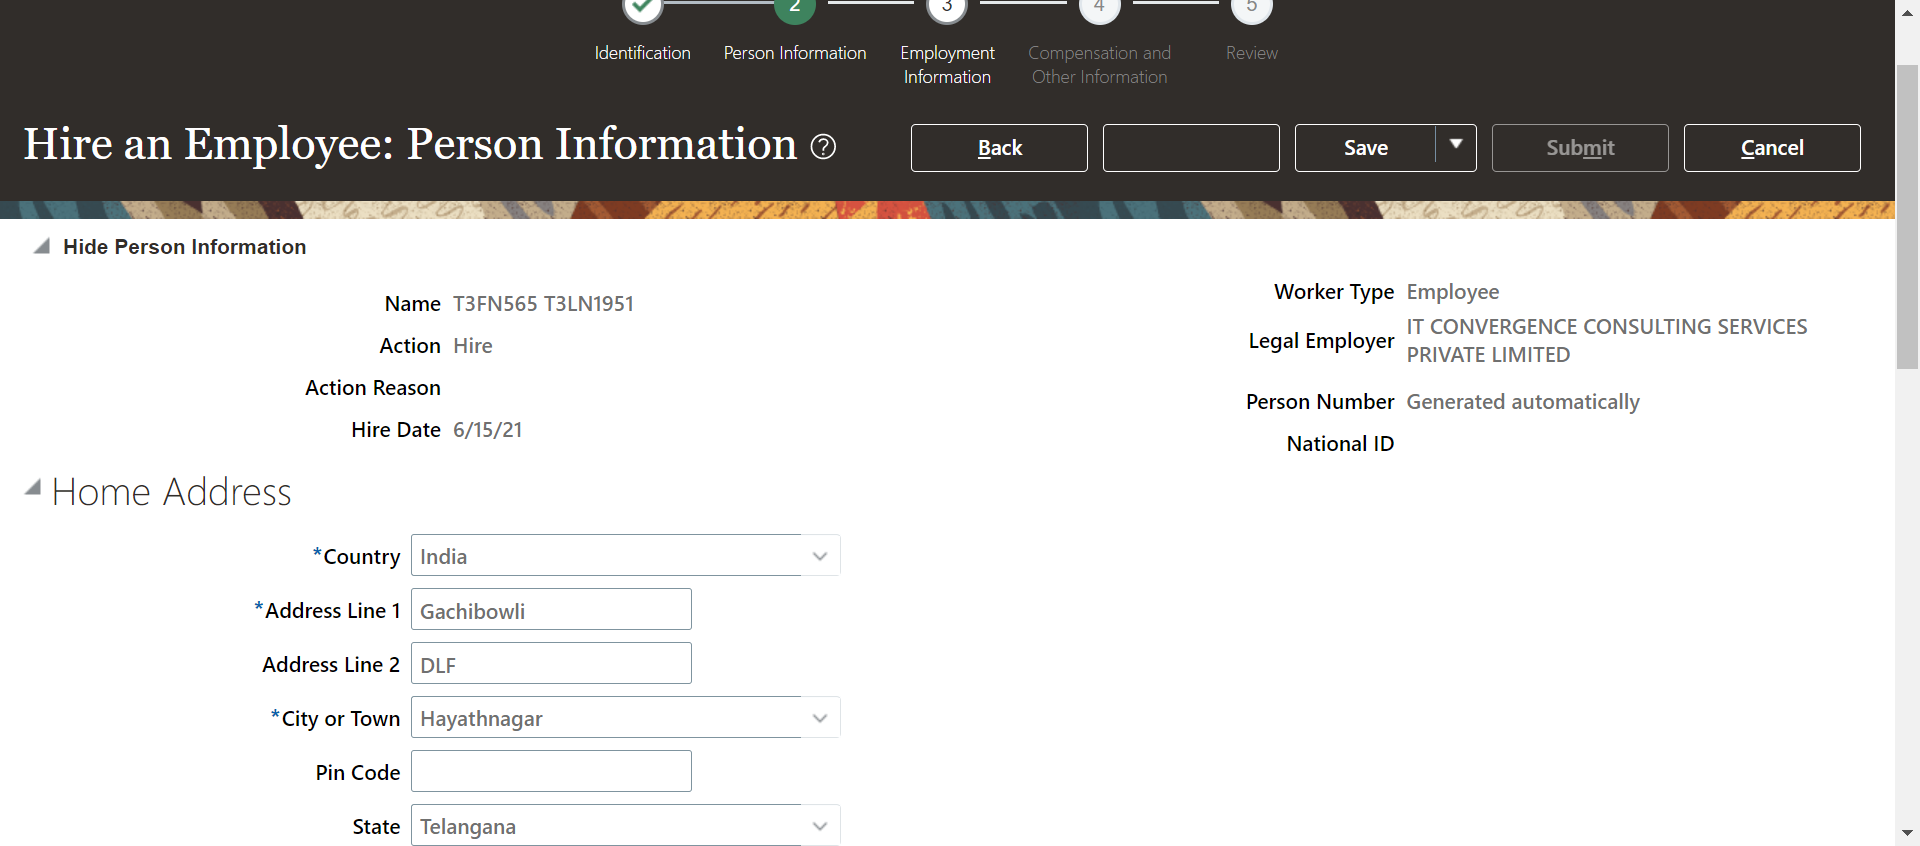 2 3 4 5
Identification Person Information Employment Information Compensation and Other Information Review
Hire an Employee: Person Information ?
Back Save Submit Cancel
Hide Person Information
Name T3FN565 T3LN1951
Action Hire
Action Reason
Hire Date 6/15/21
Worker Type Employee
Legal Employer IT CONVERGENCE CONSULTING SERVICES
PRIVATE LIMITED
Person Number Generated automatically
National ID
Home Address
*Country India
*Address Line 1 Gachibowli
Address Line 2 DLF
*City or Town Hayathnagar
Pin Code
State Telangana